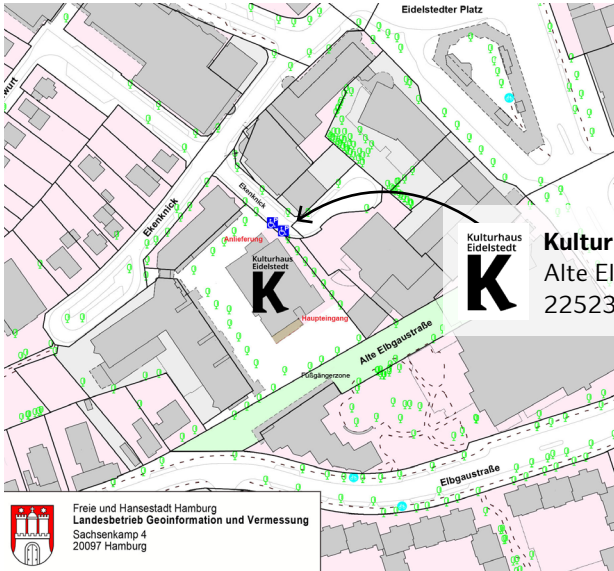 Eidelstedter Platz
wurt
Ekenknick
Ekenknick
Anlieferung
Kulturhaus
Eidelstedt
K
Haupteingang
Kulturhaus
Eidelstedt
K
Kultur
Alte El
22523
Alte Elbgaustraße
Fußgängerzone
Elbgaustraße
Freie und Hansestadt Hamburg
Landesbetrieb Geoinformation und Vermessung
Sachsenkamp 4
20097 Hamburg